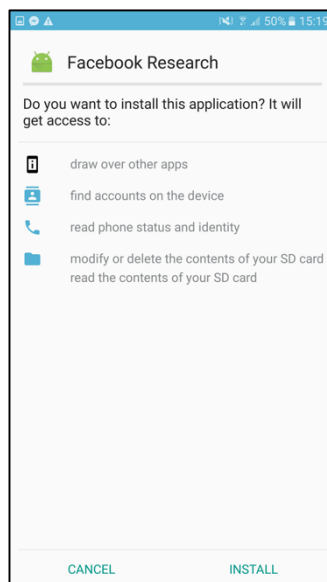 50% 15:19
Facebook Research
Do you want to install this application? It will
get access to:
draw over other apps
find accounts on the device
read phone status and identity
modify or delete the contents of your SD card
read the contents of your SD card
CANCEL INSTALL